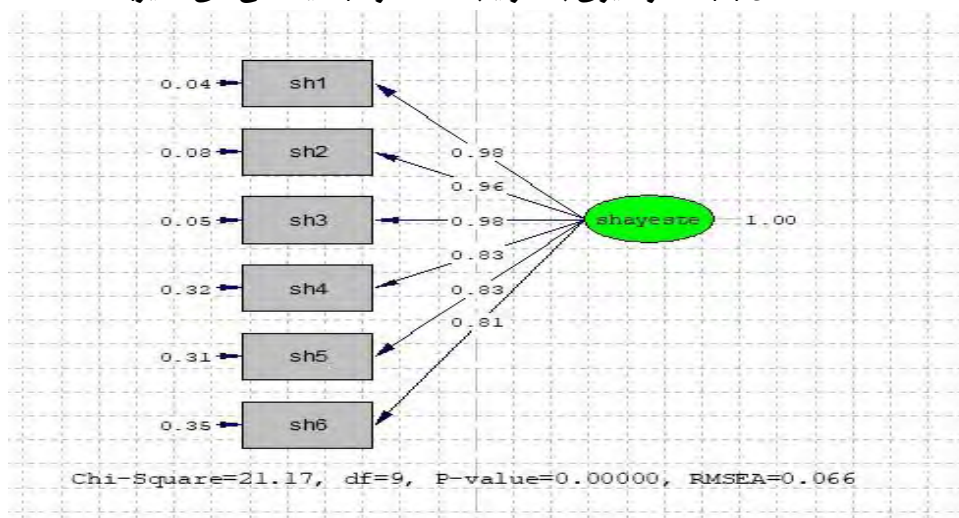 0.04 sh1
0.98
0.08 sh2
0.96
0.05 sh3 0.98 shayeste 1.00
0.83
0.32 sh4 0.83
0.81
0.31 sh5
0.35 sh6
Chi-Square=21.17, df=9, P-value=0.00000, RMSEA=0.066